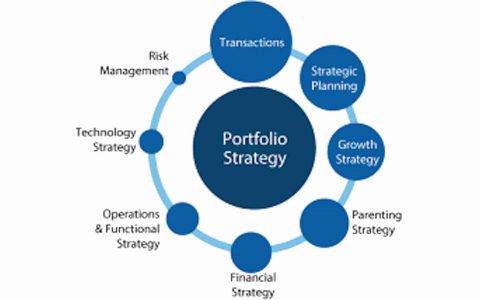 Transactions
Strategic
Planning
Growth
Strategy
Parenting
Strategy
Financial
Strategy
Operations
& Functional
Strategy
Technology
Strategy
Risk
Management
Portfolio
Strategy